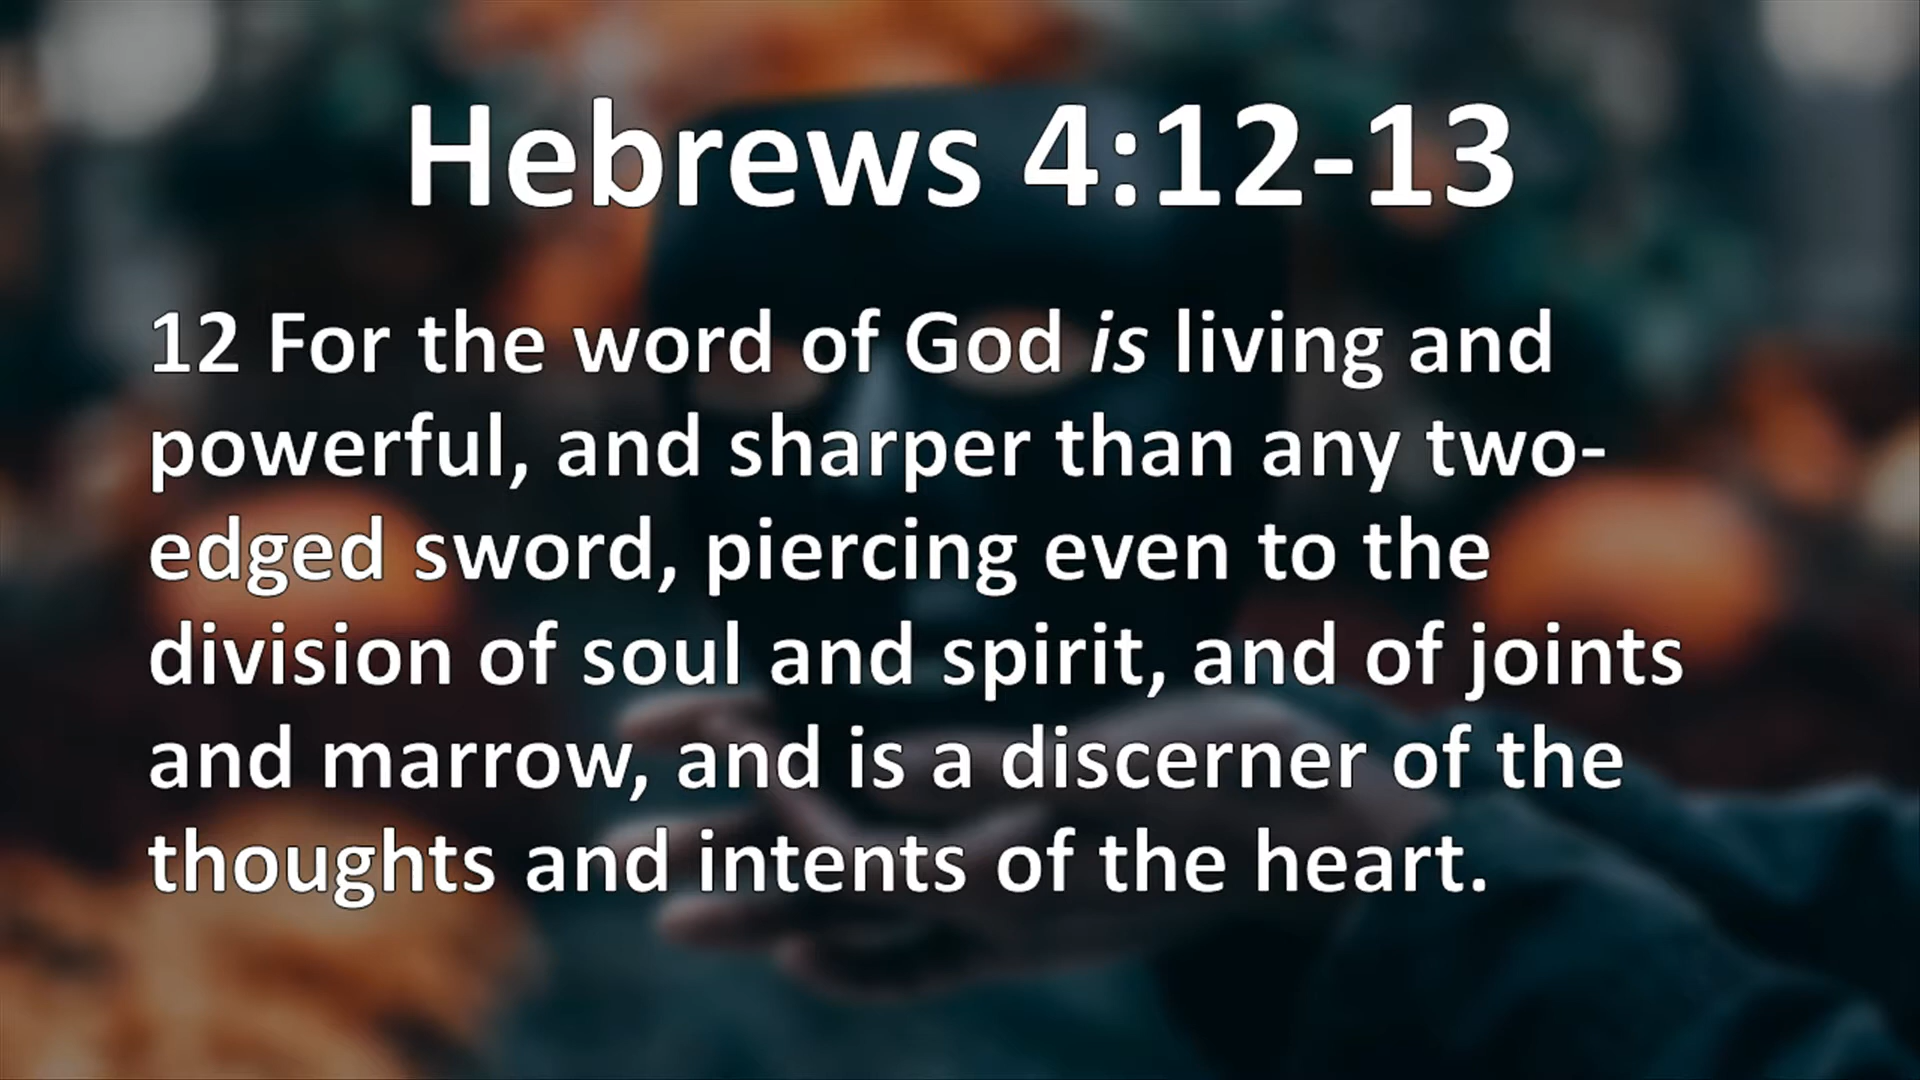 Hebrews 4:12-13
12 For the word of God is living and
powerful, and sharper than any two-
edged sword, piercing even to the
division of soul and spirit, and of joints
and marrow, and is a discerner of the
thoughts and intents of the heart.